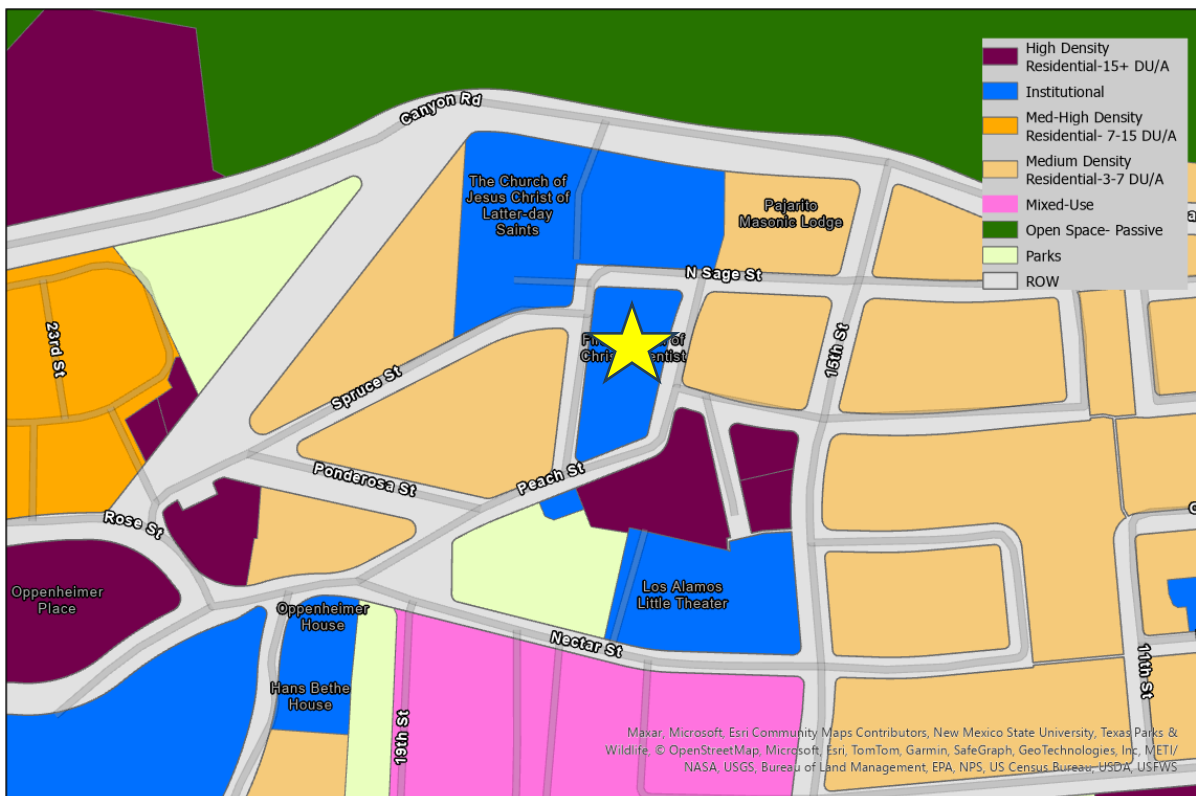 Canyon Rd
High Density
Residential-15+ DU/A
Institutional
Med-High Density
Residential- 7-15 DU/A
Medium Density
Residential-3-7 DU/A
Mixed-Use
Open Space- Passive
Parks
ROW
The Church of
Jesus Christ of
Latter-day
Saints
Pajarito
Masonic Lodge
N Sage St
23rd St
15th St
Spruce St
Ponderosa St
Peach St
Rose St
Oppenheimer
Place
Los Alamos
Little Theater
Oppenheimer
House
Nectar St
Hans Bethe
House
19th St
11th St
Maxar, Microsoft, Esri Community Maps Contributors, New Mexico State University, Texas Parks &
Wildlife, © OpenStreetMap, Microsoft, Esri, TomTom, Garmin, SafeGraph, GeoTechnologies, Inc, METI/
NASA, USGS, Bureau of Land Management, EPA, NPS, US Census Bureau, USDA, USFWS